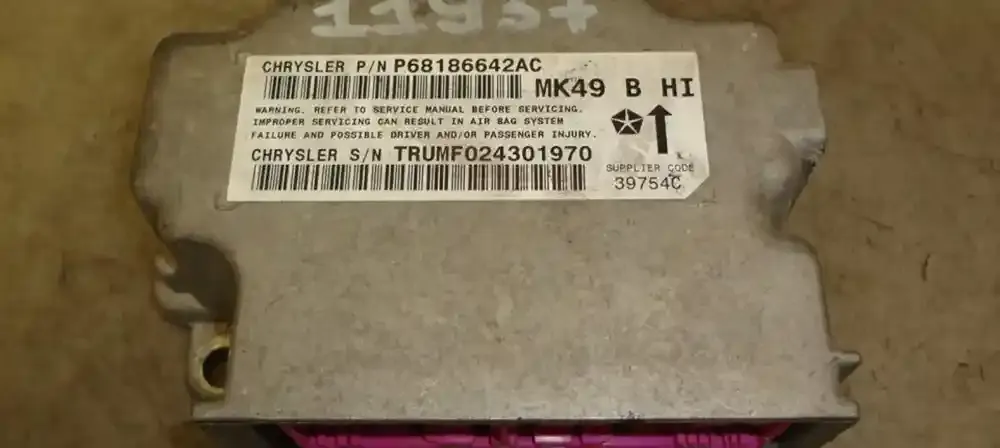 CHRYSLER P/N P68186642AC
MK49 B HI
WARNING. REFER TO SERVICE MANUAL BEFORE SERVICING.
IMPROPER SERVICING CAN RESULT IN AIR BAG SYSTEM
FAILURE AND POSSIBLE DRIVER AND/OR PASSENGER INJURY.
CHRYSLER S/N TRUMF024301970
SUPPLIER CODE
39754C